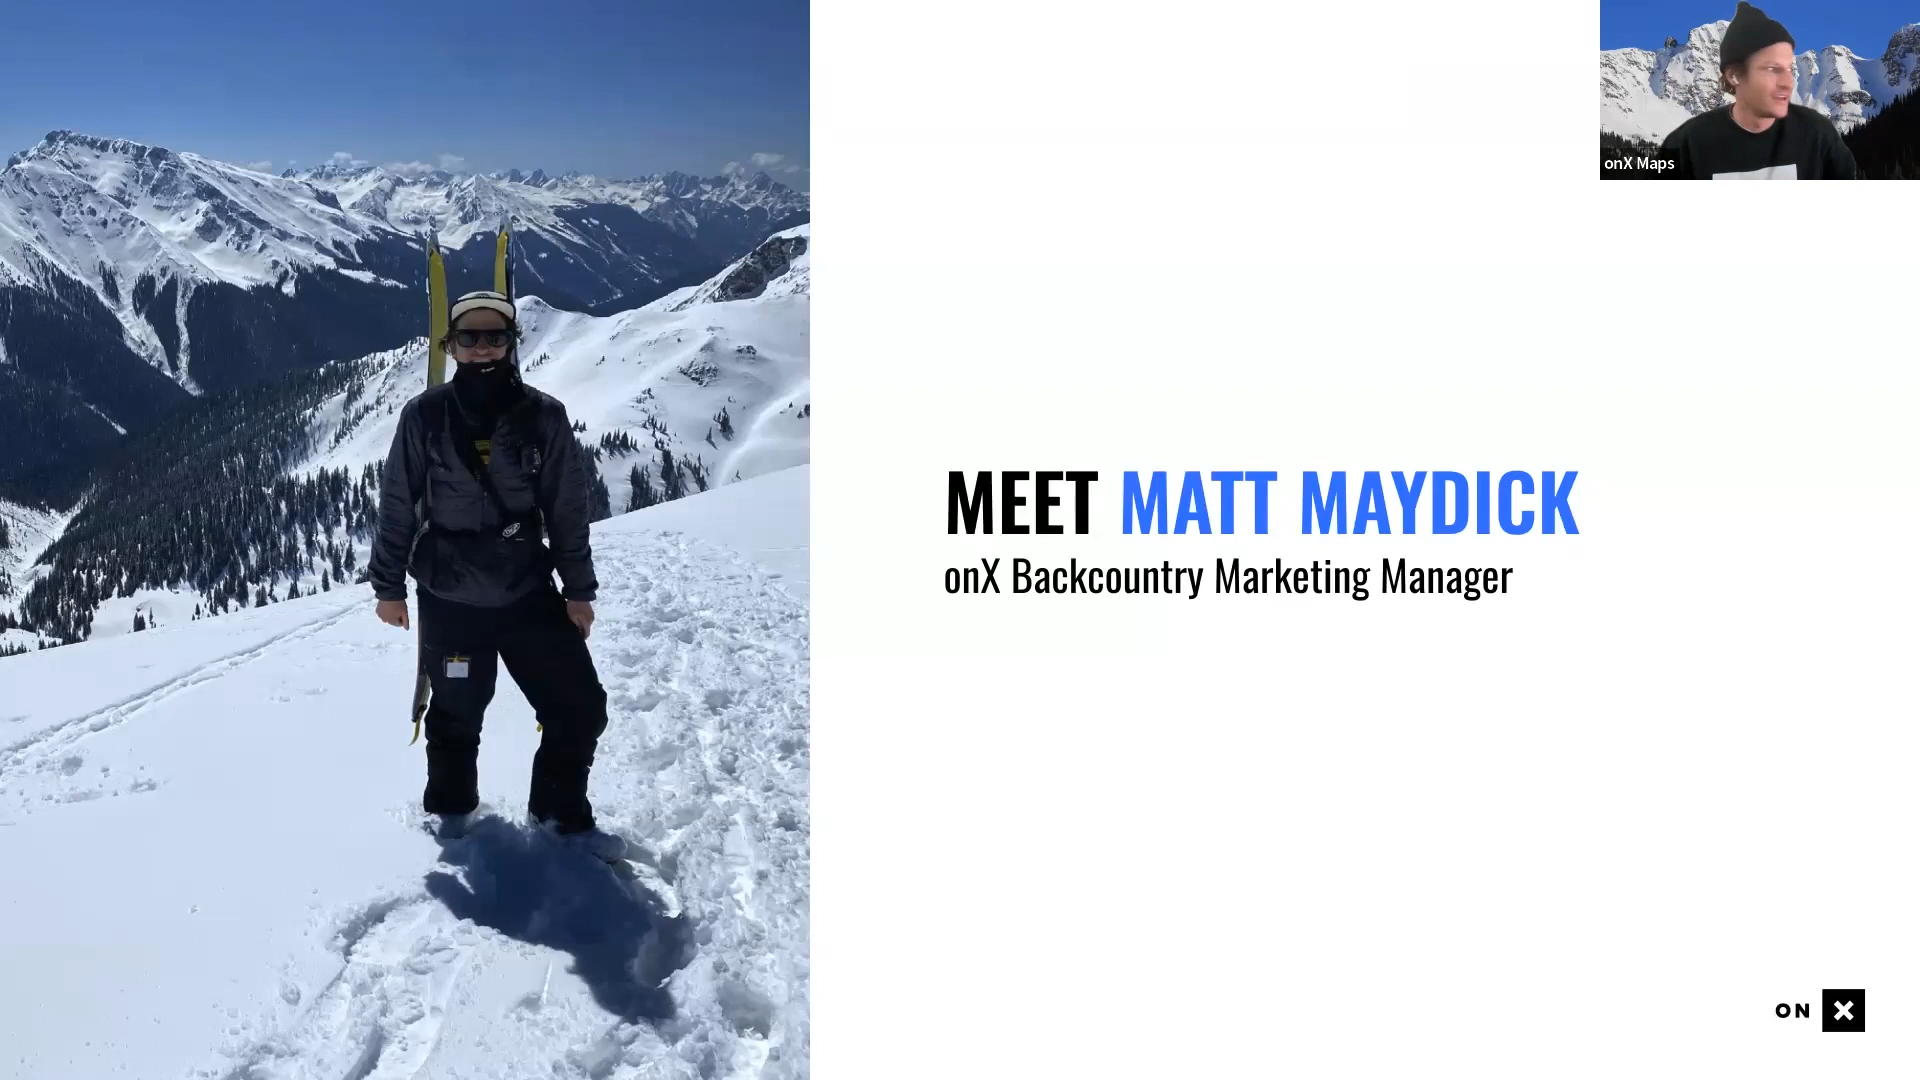 onX Maps
MEET MATT MAYDICK
onX Backcountry Marketing Manager
ON X